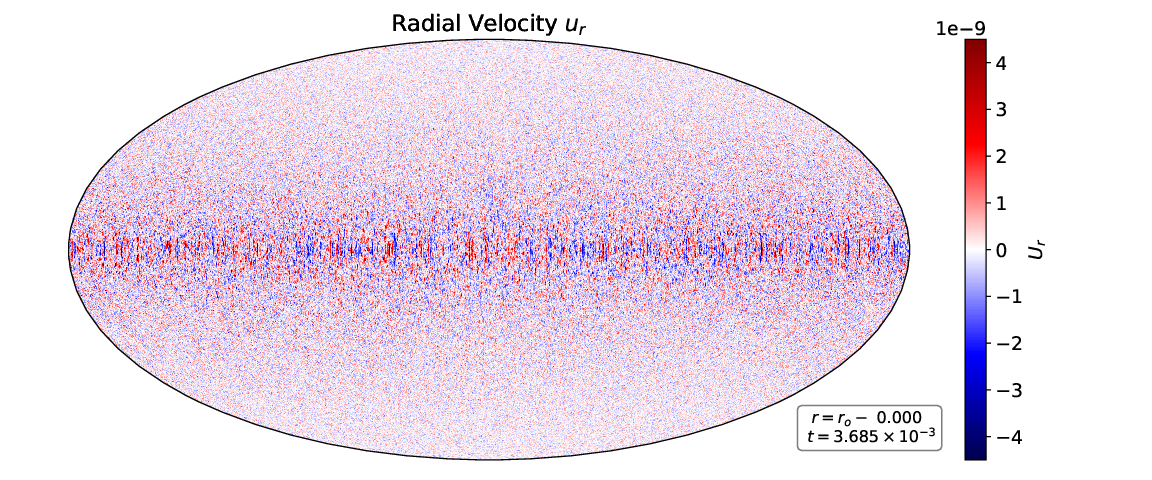 Radial Velocity u_r
1e−9
4
3
2
1
0
−1
−2
−3
−4
U_r
r = r_o − 0.000
t = 3.685 × 10^{−3}